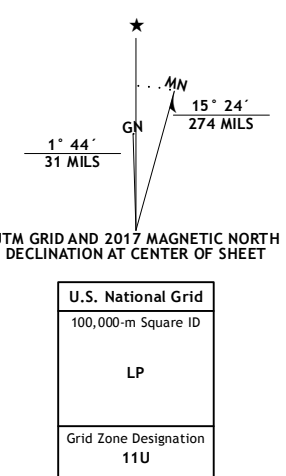 ★
MN
GN
15° 24´
274 MILS
1° 44´
31 MILS
UTM GRID AND 2017 MAGNETIC NORTH
DECLINATION AT CENTER OF SHEET
U.S. National Grid
100,000-m Square ID
LP
Grid Zone Designation
11U